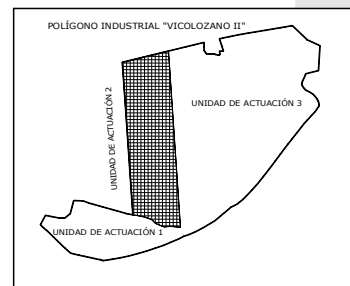 POLÍGONO INDUSTRIAL "VICOLOZANO II"
UNIDAD DE ACTUACIÓN 3
UNIDAD DE ACTUACIÓN 2
UNIDAD DE ACTUACIÓN 1